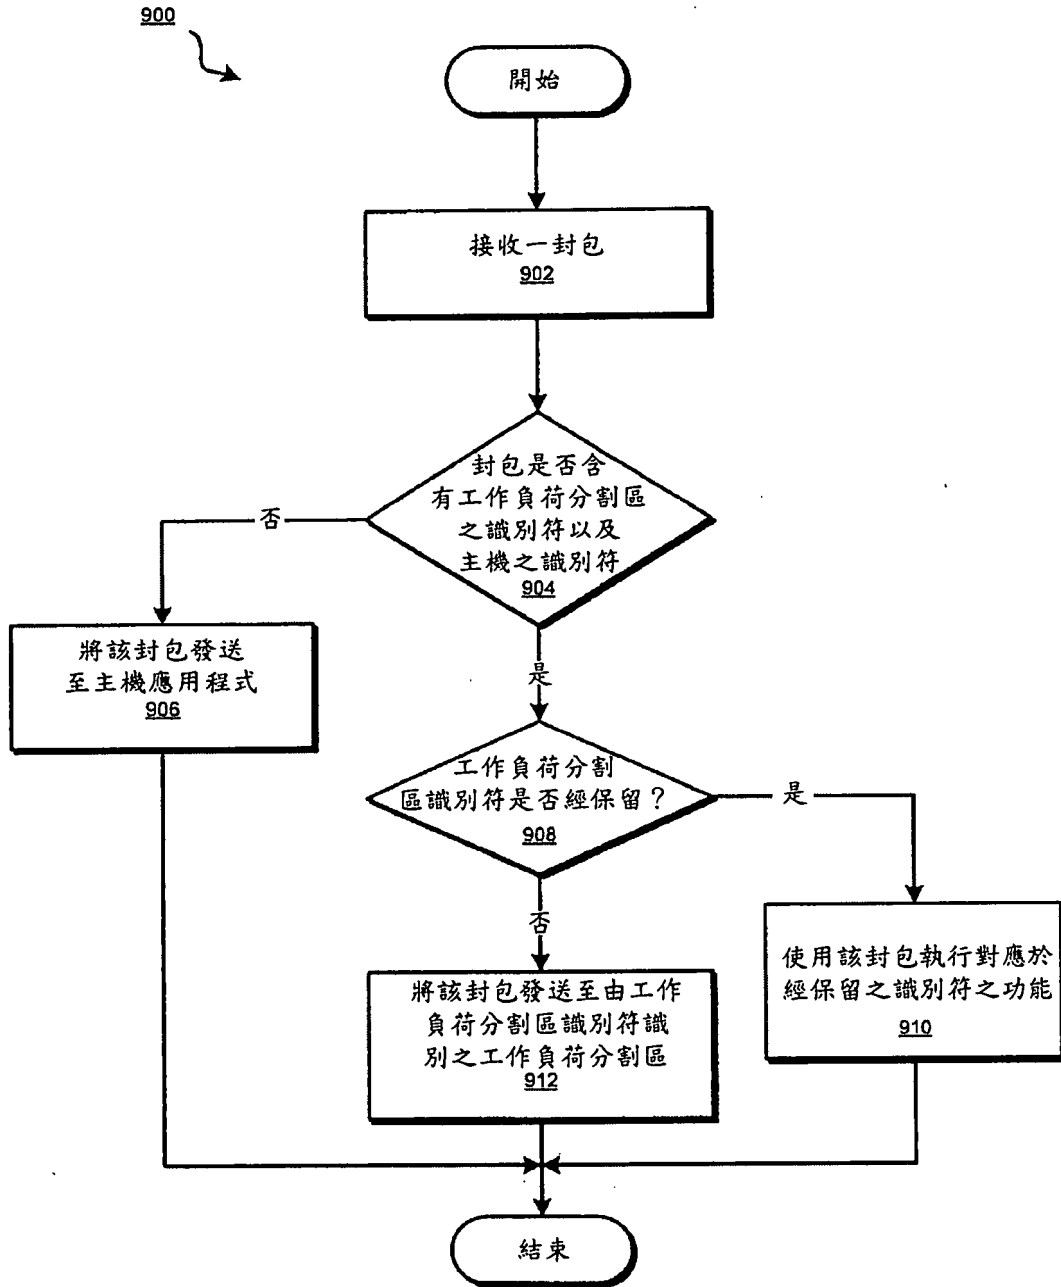 900
開始
接收一封包
902
封包是否含
有工作負荷分割區
之識別符以及
主機之識別符
904
否
將該封包發送
至主機應用程式
906
是
工作負荷分割
區識別符是否經保留？
908
是
否
使用該封包執行對應於
經保留之識別符之功能
910
將該封包發送至由工作
負荷分割區識別符識
別之工作負荷分割區
912
結束